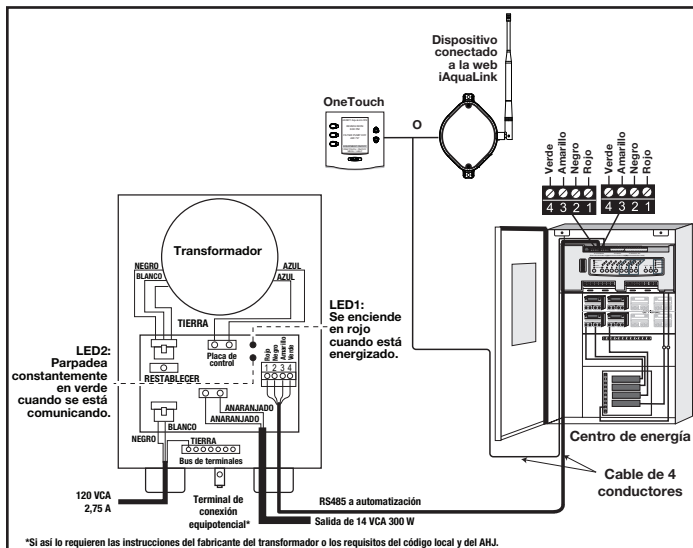 Dispositivo
conectado
a la web
iAquaLink
OneTouch
O
Verde
Amarillo
Negro
Rojo
4 3 2 1
Verde
Amarillo
Negro
Rojo
4 3 2 1
Transformador
NEGRO
BLANCO
AZUL
AZUL
TIERRA
LED1:
Se enciende
en rojo
cuando está
energizado.
LED2:
Parpadea
constantemente
en verde
cuando se está
comunicando.
Placa de
control
RESTABLECER
Rojo
Negro
Amarillo
Verde
1 2 3 4
ANARANJADO
ANARANJADO
BLANCO
NEGRO
TIERRA
Bus de terminales
Centro de energía
Cable de 4
conductores
120 VCA
2,75 A
Terminal de
conexión
equipotencial*
RS485 a automatización
Salida de 14 VCA 300 W
*Si asi lo requieren las instrucciones del fabricante del transformador o los requisitos del código local y del AHJ.